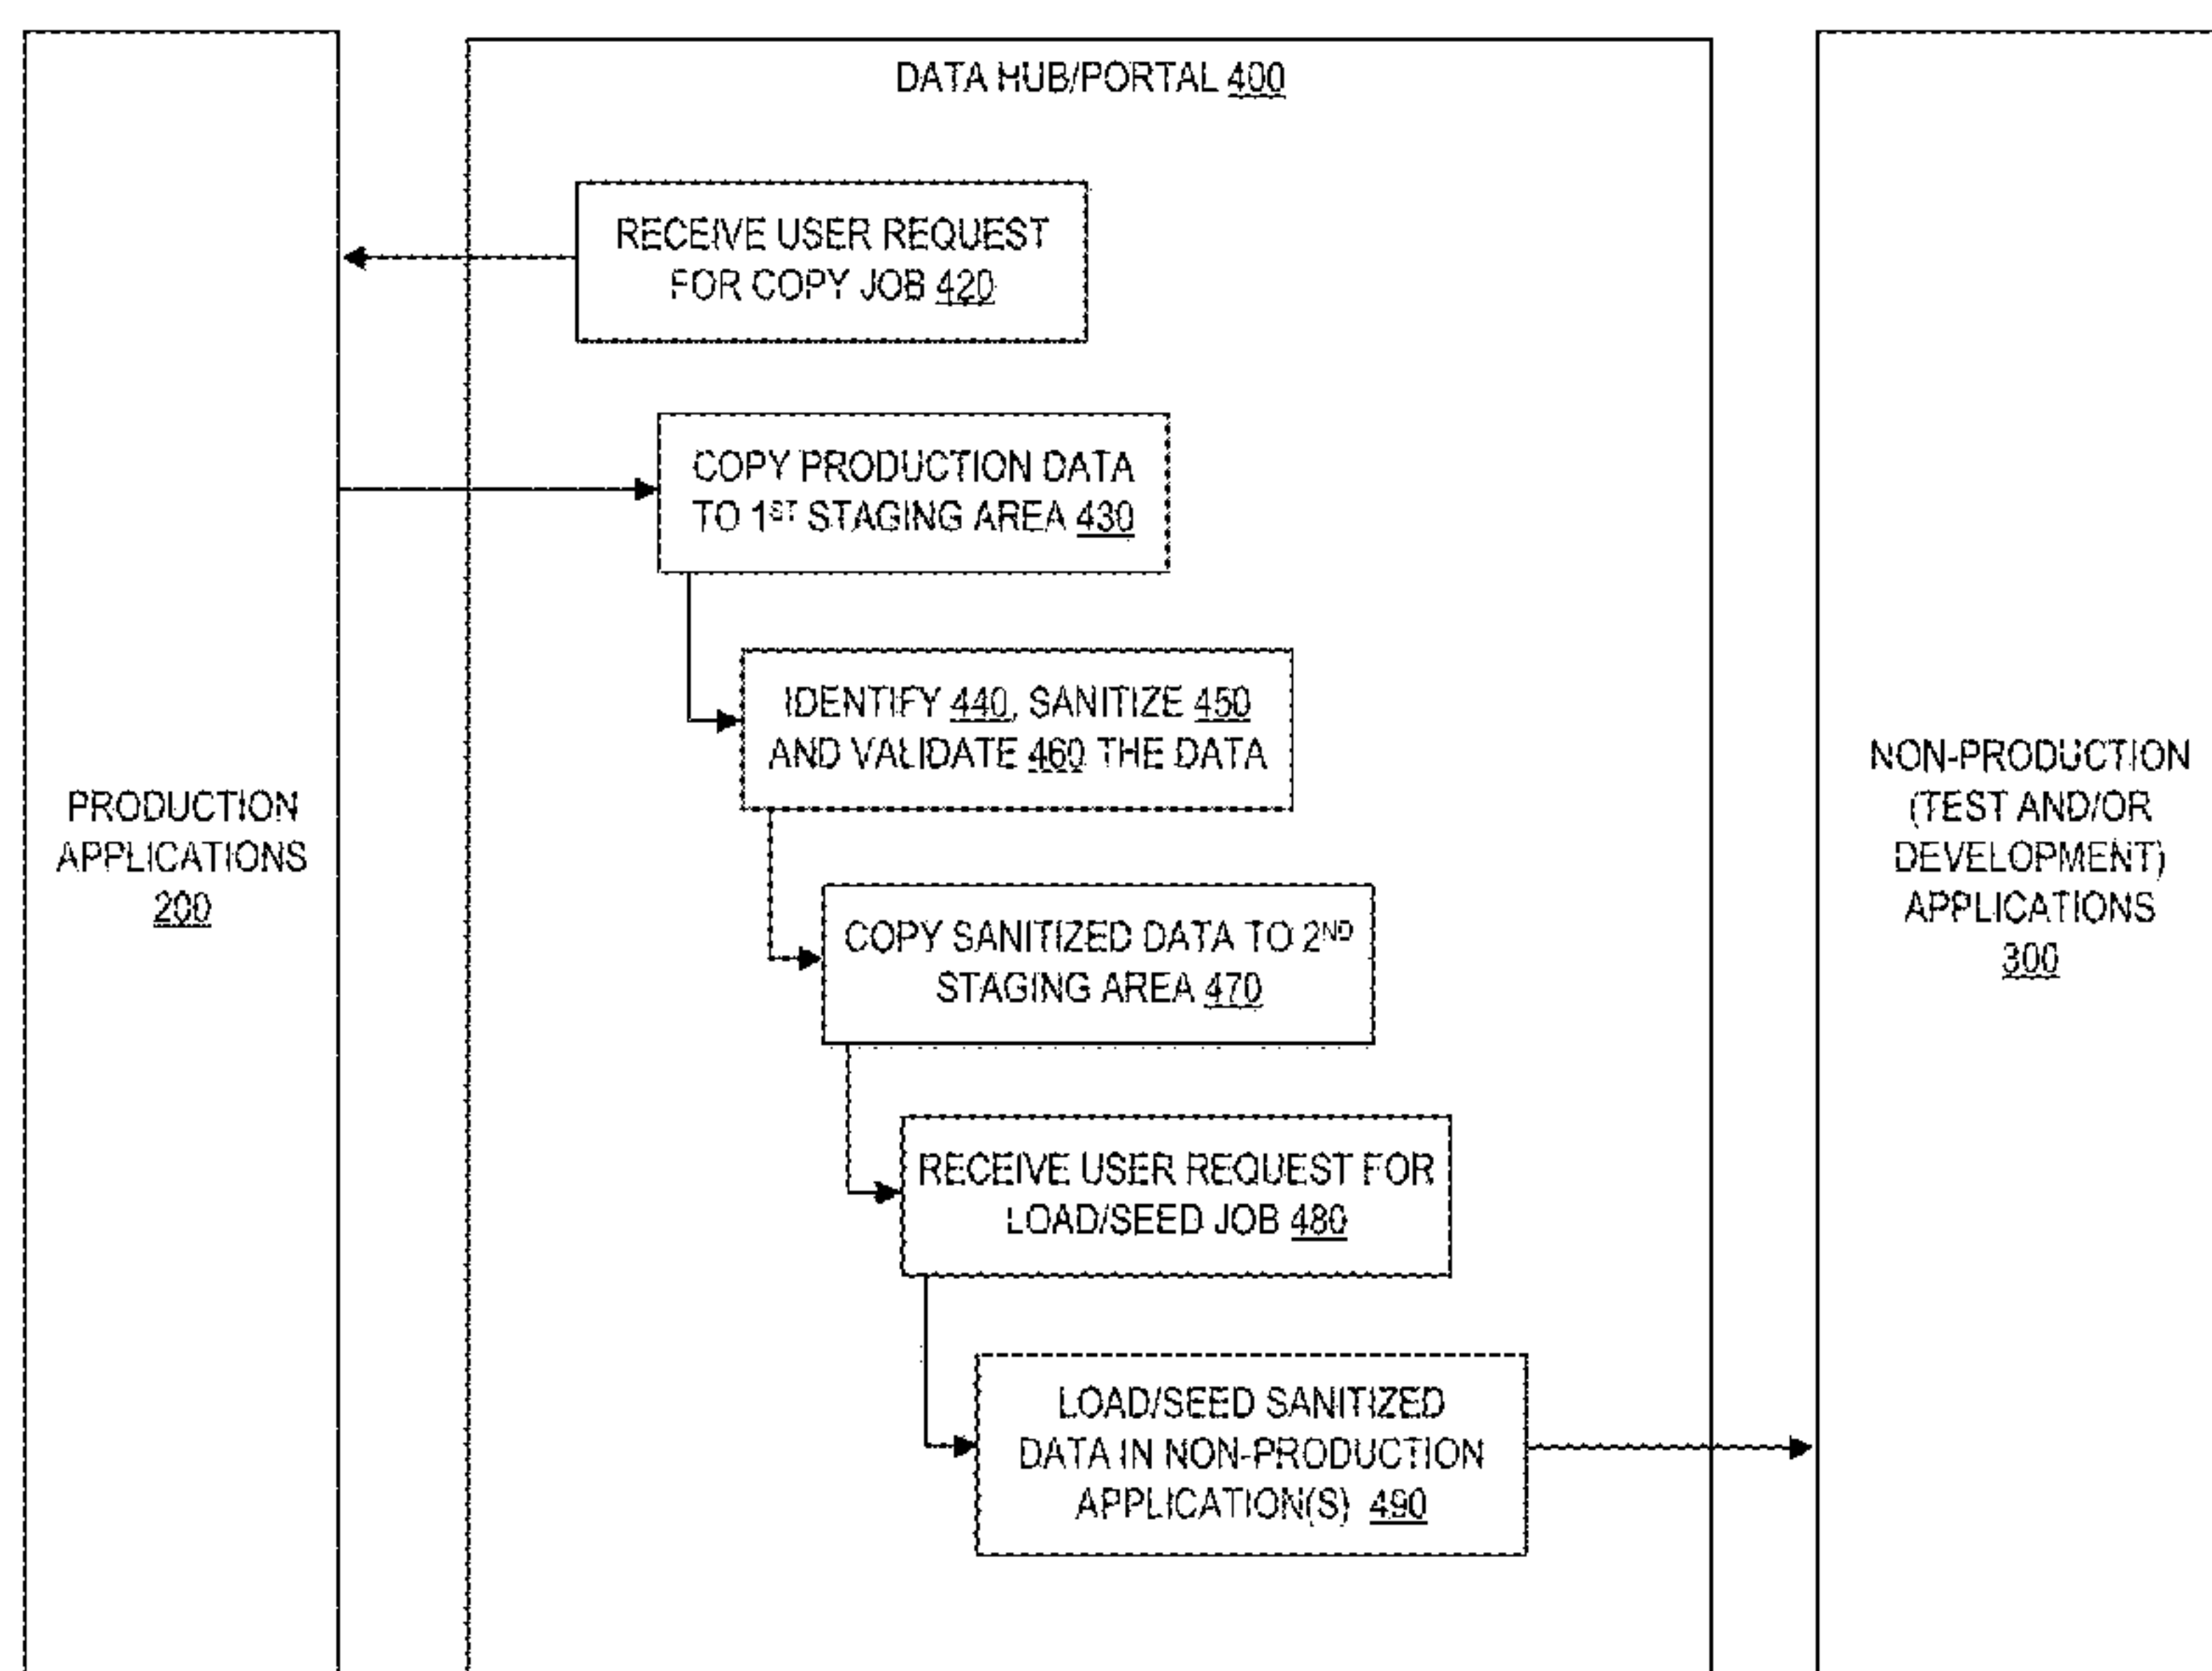 DATA HUB/PORTAL 400
RECEIVE USER REQUEST
FOR COPY JOB 420
COPY PRODUCTION DATA
TO 1ST STAGING AREA 430
IDENTIFY 440, SANITIZE 450
AND VALIDATE 460 THE DATA
PRODUCTION
APPLICATIONS
200
COPY SANITIZED DATA TO 2ND
STAGING AREA 470
RECEIVE USER REQUEST FOR
LOAD/SEED JOB 480
LOAD/SEED SANITIZED
DATA IN NON-PRODUCTION
APPLICATION(S) 490
NON-PRODUCTION
(TEST AND/OR
DEVELOPMENT)
APPLICATIONS
300